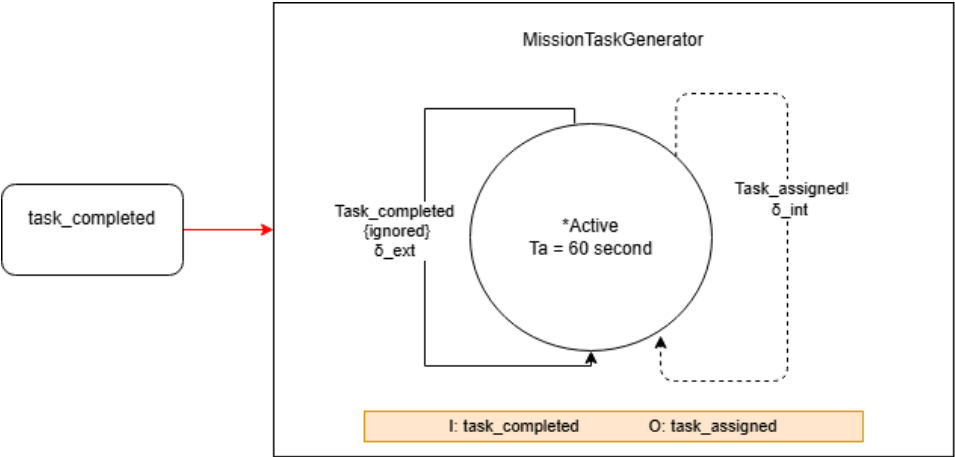 MissionTaskGenerator
task_completed
Task_completed
{ignored}
δ_ext
*Active
Ta = 60 second
Task_assigned!
δ_int
I: task_completed
O: task_assigned